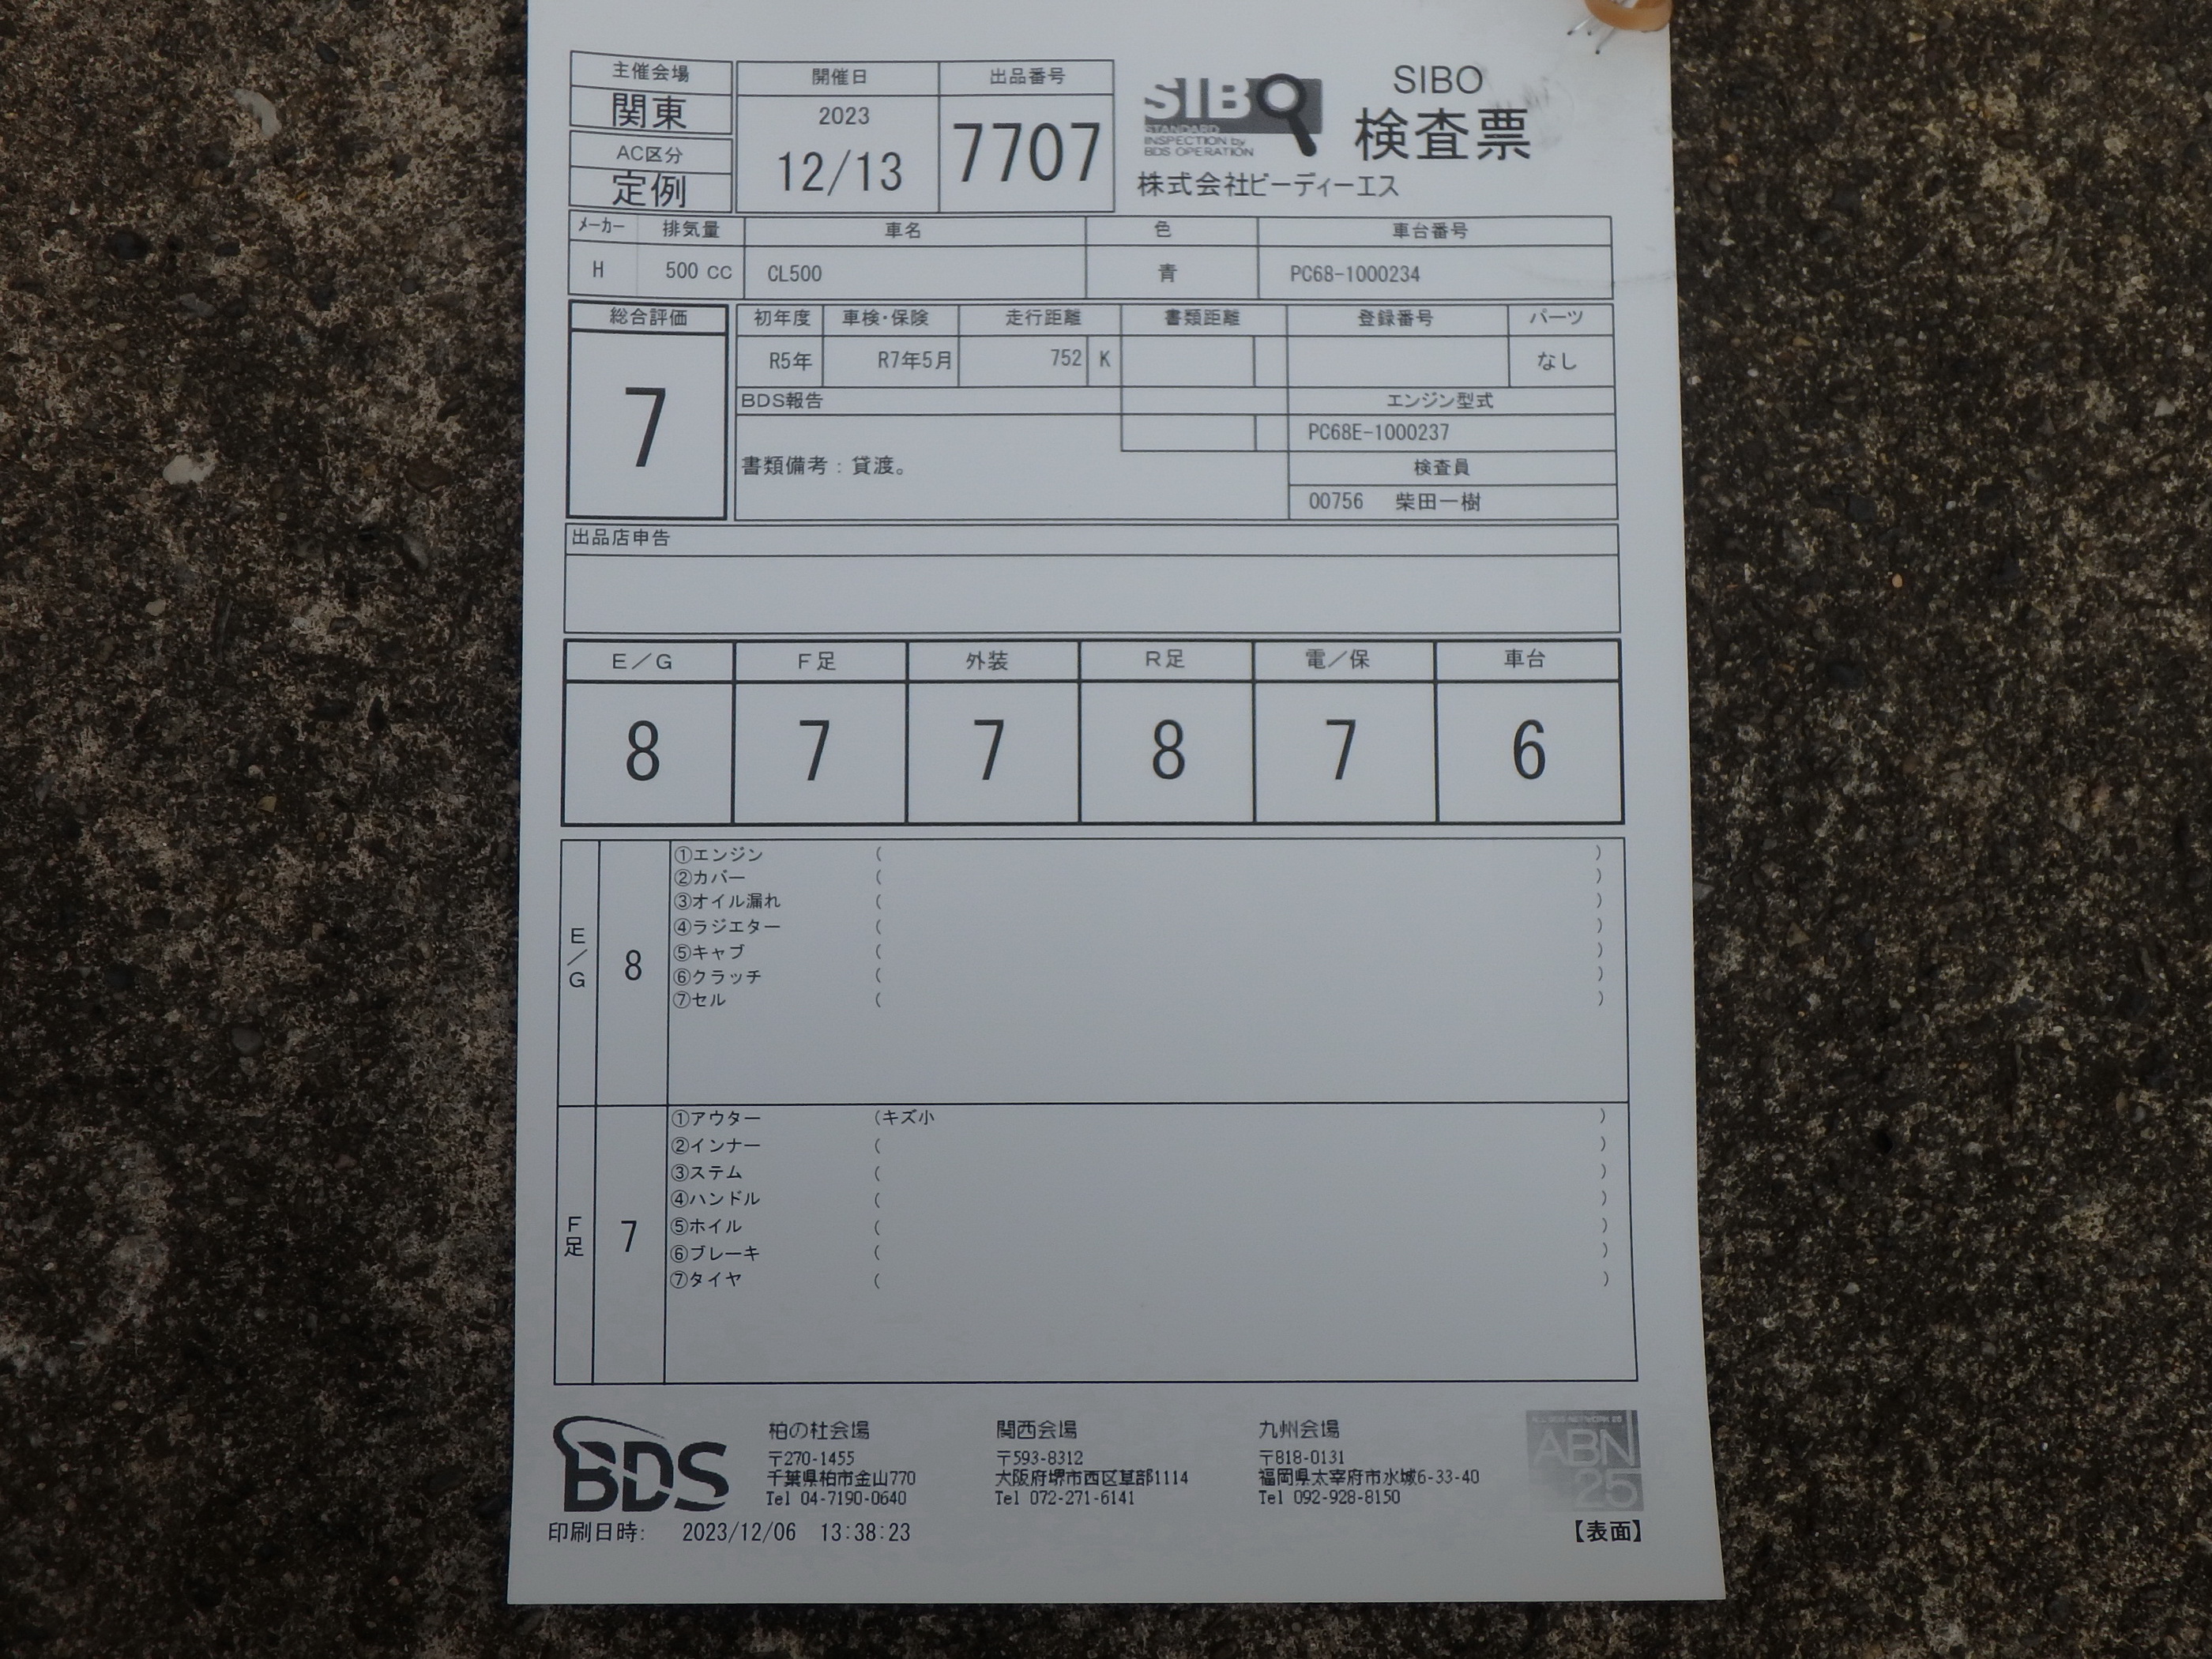 主催会場 開催日 出品番号
関東 2023 12/13 7707
AC区分
定例
SIBO
STANDARD
INSPECTION by
BDS OPERATION
SIBO
検査票
株式会社ビーディーエス
ﾒｰｶｰ 排気量 車名 色 車台番号
H 500 cc CL500 青 PC68-1000234
総合評価 初年度 車検・保険 走行距離 書類距離 登録番号 パーツ
7 R5年 R7年5月 752 K なし
BDS報告 エンジン型式
PC68E-1000237
書類備考：貸渡。 検査員
00756 柴田一樹
出品店申告
E／G F足 外装 R足 電／保 車台
8 7 7 8 7 6
E／G 8
①エンジン ( )
②カバー ( )
③オイル漏れ ( )
④ラジエター ( )
⑤キャブ ( )
⑥クラッチ ( )
⑦セル ( )
F足 7
①アウター (キズ小 )
②インナー ( )
③ステム ( )
④ハンドル ( )
⑤ホイル ( )
⑥ブレーキ ( )
⑦タイヤ ( )
BDS
柏の杜会場
〒270-1455
千葉県柏市金山770
Tel 04-7190-0640
関西会場
〒593-8312
大阪府堺市西区草部1114
Tel 072-271-6141
九州会場
〒818-0131
福岡県太宰府市水城6-33-40
Tel 092-928-8150
ABN
25
印刷日時: 2023/12/06 13:38:23 【表面】